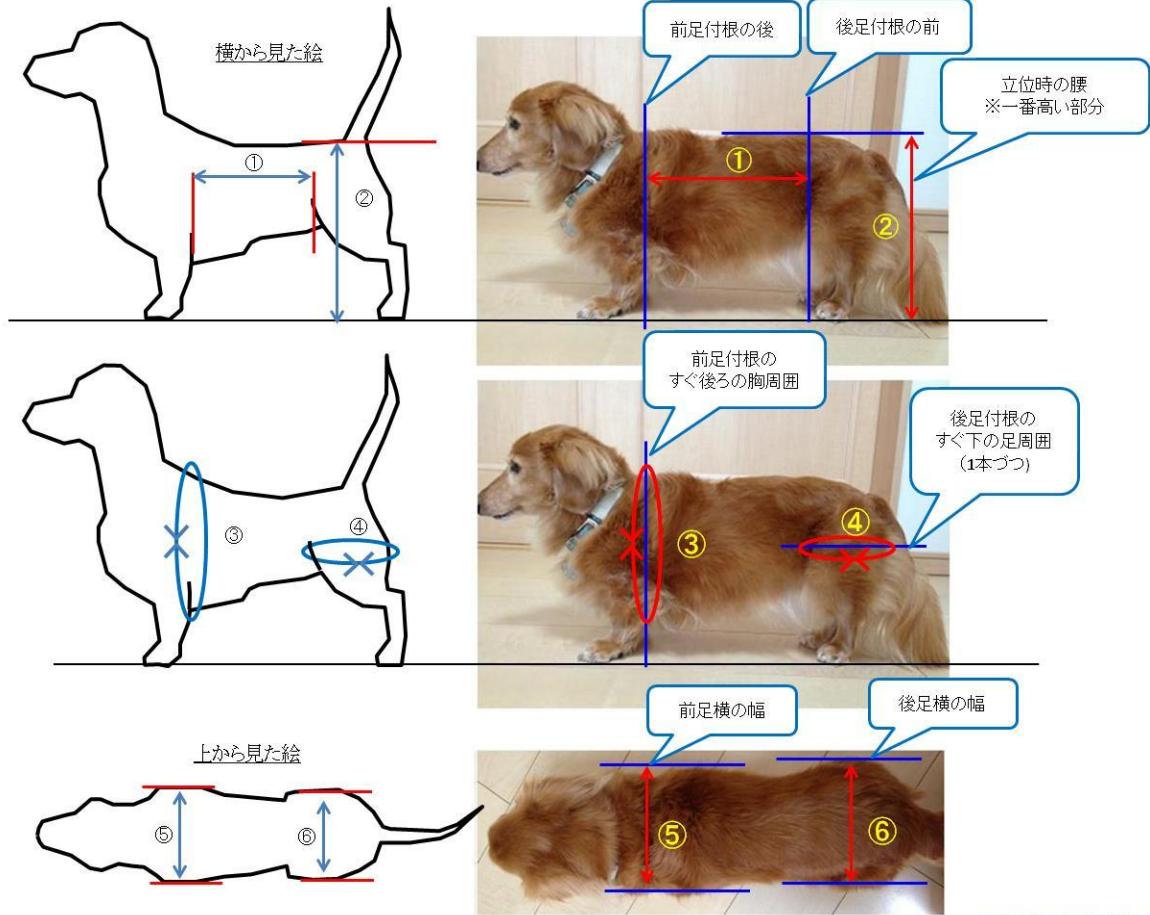 横から見た絵
前足付根の後
後足付根の前
立位時の腰
※一番高い部分
①
②
①
②
前足付根の
すぐ後ろの胸周囲
後足付根の
すぐ下の足周囲
(1本づつ)
③
④
③
④
上から見た絵
前足横の幅
後足横の幅
⑤
⑥
⑤
⑥